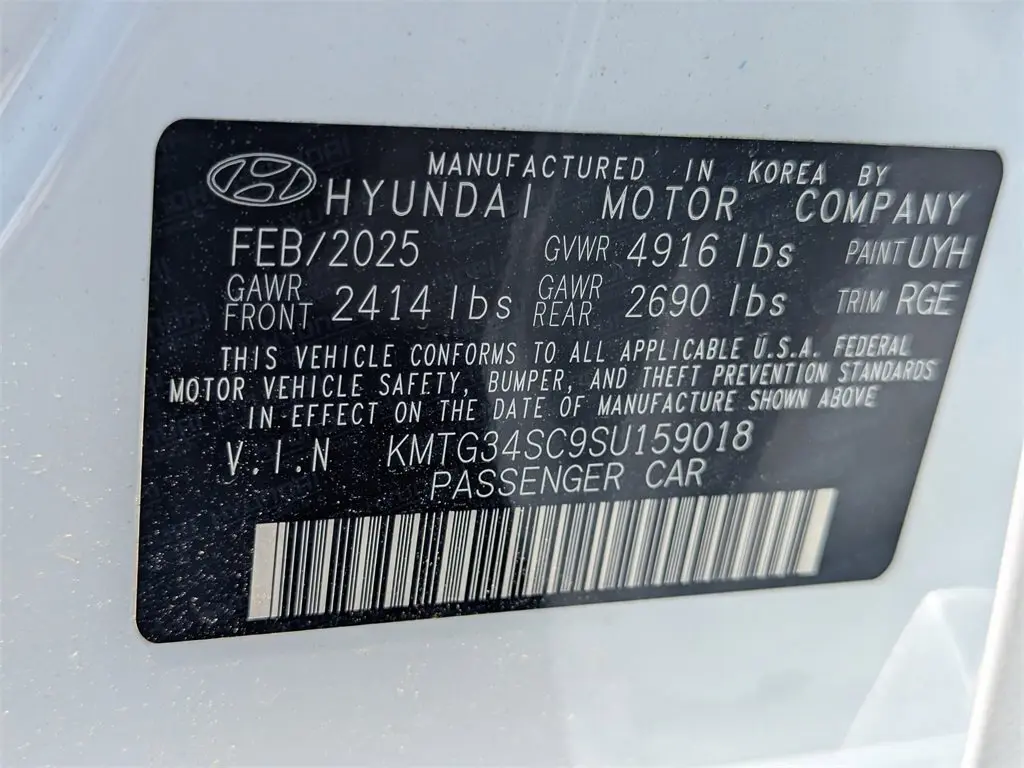 MANUFACTURED IN KOREA BY
HYUNDAI MOTOR COMPANY
FEB/2025 GVWR 4916 lbs PAINT UYH
GAWR FRONT 2414 lbs GAWR REAR 2690 lbs TRIM RGE
THIS VEHICLE CONFORMS TO ALL APPLICABLE U.S.A. FEDERAL
MOTOR VEHICLE SAFETY, BUMPER, AND THEFT PREVENTION STANDARDS
IN EFFECT ON THE DATE OF MANUFACTURE SHOWN ABOVE
V.I.N KMTG34SC9SU159018
PASSENGER CAR